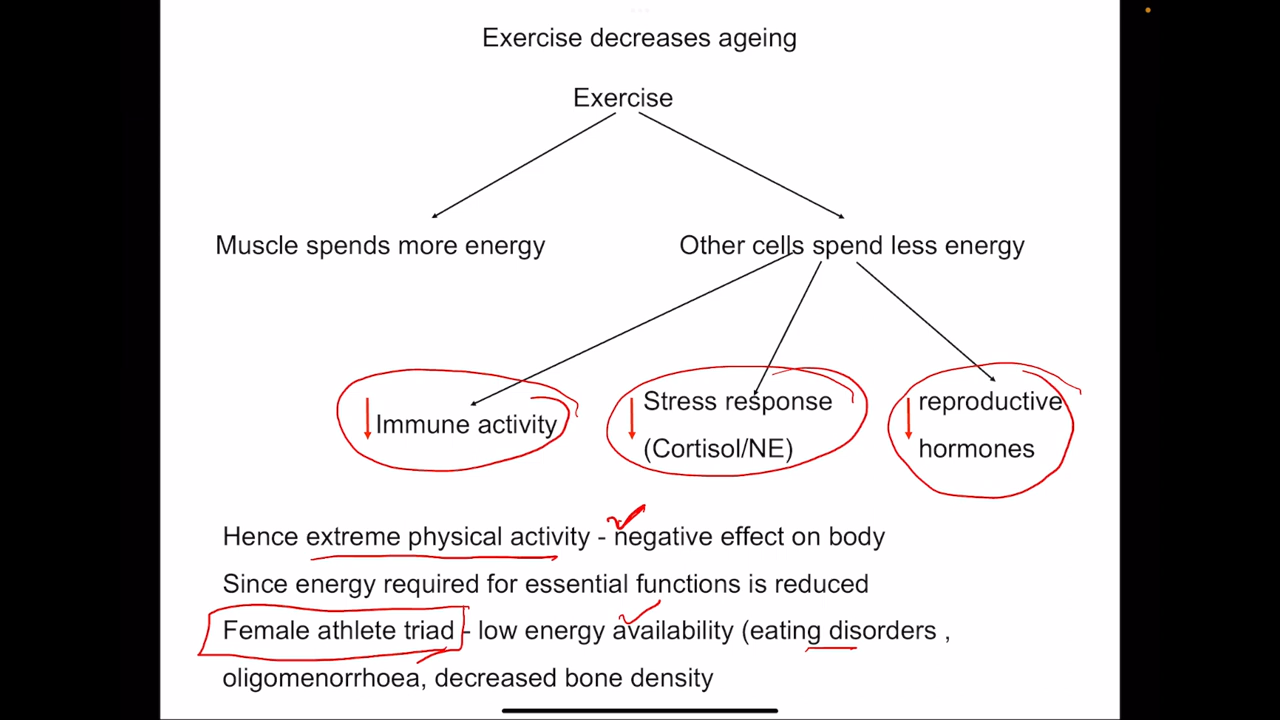 Exercise decreases ageing
Exercise
Muscle spends more energy
Other cells spend less energy
Immune activity
Stress response
(Cortisol/NE)
reproductive
hormones
Hence extreme physical activity - negative effect on body
Since energy required for essential functions is reduced
Female athlete triad - low energy availability (eating disorders ,
oligomenorrhoea, decreased bone density